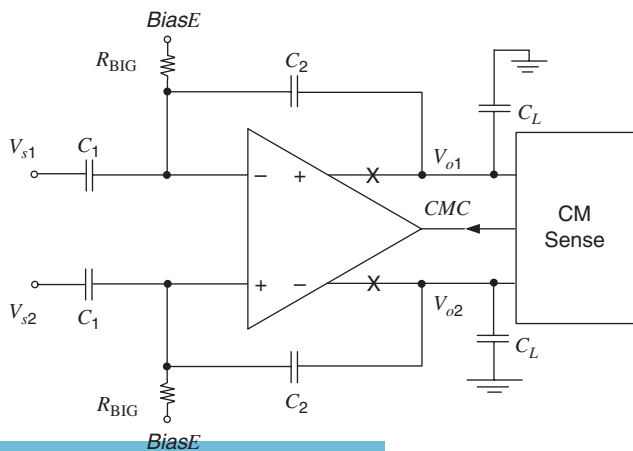 BiasE
R_BIG
C_2
C_L
V_s1
C_1
− +
X
V_o1
CMC
CM
Sense
+ −
X
V_s2
C_1
V_o2
C_L
C_2
R_BIG
BiasE